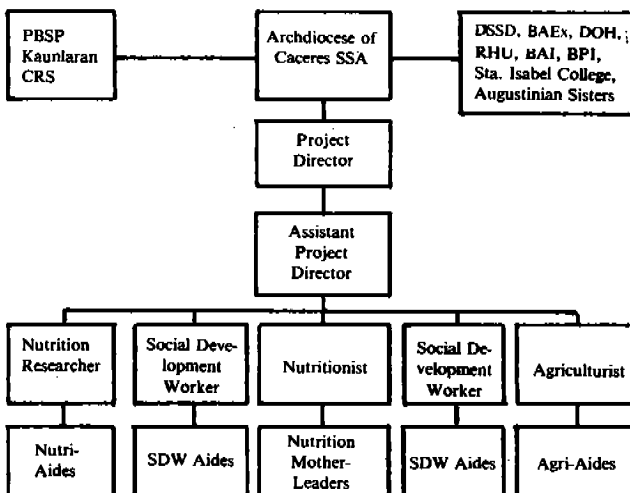 PBSP
Kaunlaran
CRS
Archdiocese of
Caceres SSA
DSSD, BAEx, DOH,
RHU, BAI, BPI,
Sta. Isabel College,
Augustinian Sisters
Project
Director
Assistant
Project
Director
Nutrition
Researcher
Social Deve-
lopment
Worker
Nutritionist
Social De-
velopment
Worker
Agriculturist
Nutri-
Aides
SDW Aides
Nutrition
Mother-
Leaders
SDW Aides
Agri-Aides